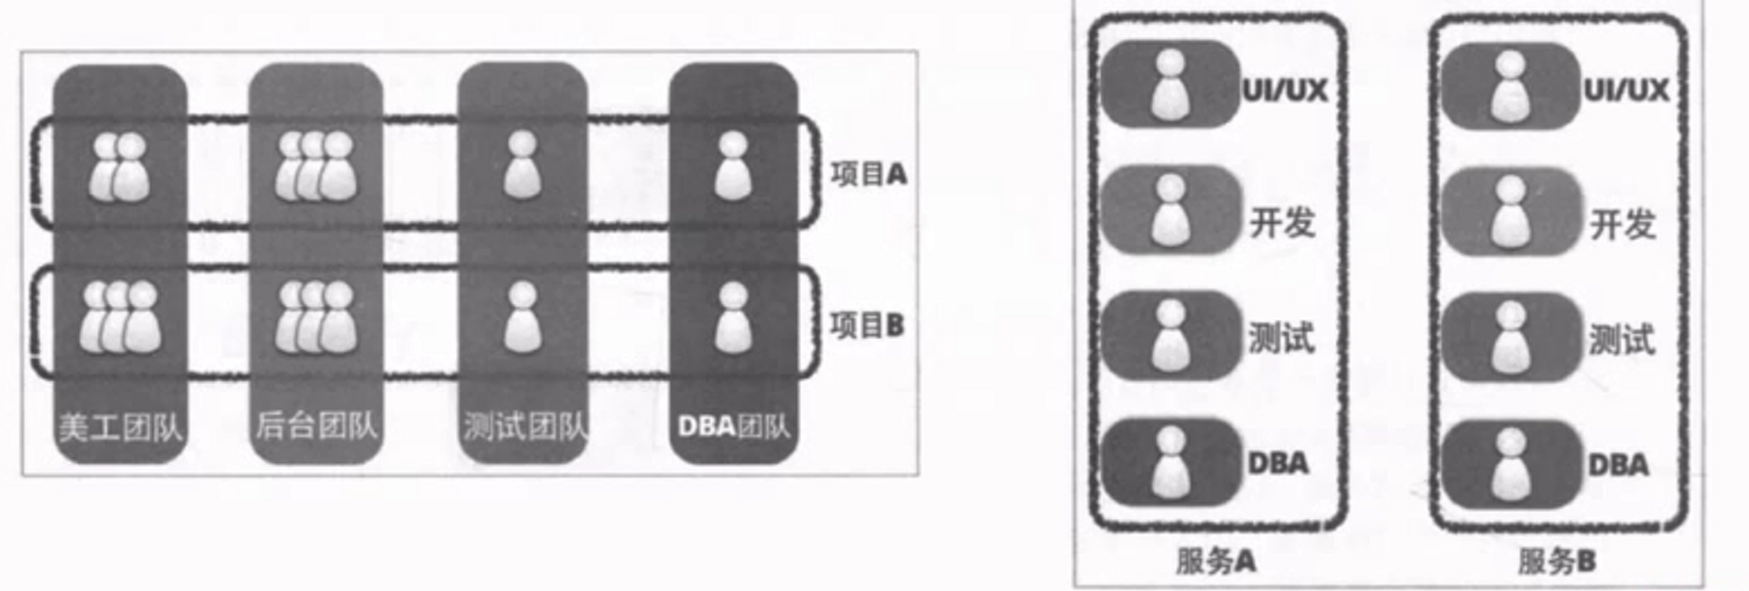 项目A
项目B
美工团队
后台团队
测试团队
DBA团队
UI/UX
开发
测试
DBA
服务A
UI/UX
开发
测试
DBA
服务B